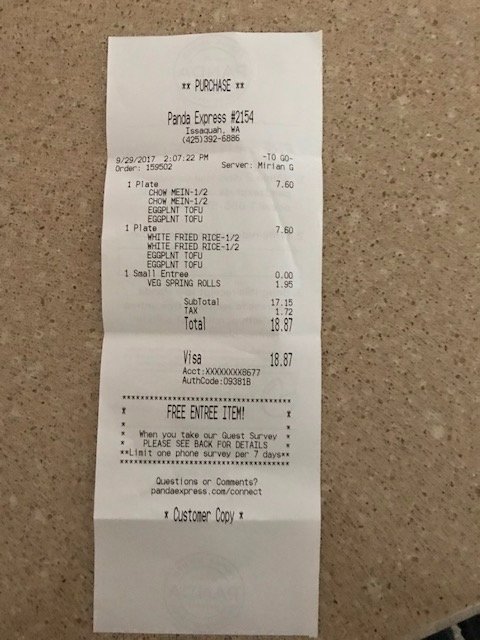 ** PURCHASE **
Panda Express #2154
Issaquah, WA
(425)392-6886
9/29/2017 2:07:22 PM -TO GO-
Order: 159502 Server: Mirian G
1 Plate 7.60
CHOW MEIN-1/2
CHOW MEIN-1/2
EGGPLNT TOFU
EGGPLNT TOFU
1 Plate 7.60
WHITE FRIED RICE-1/2
WHITE FRIED RICE-1/2
EGGPLNT TOFU
EGGPLNT TOFU
1 Small Entree 0.00
VEG SPRING ROLLS 1.95
SubTotal 17.15
TAX 1.72
Total 18.87
Visa 18.87
Acct:XXXXXXXX8677
AuthCode:09381B
****************************************
* FREE ENTREE ITEM! *
* *
* When you take our Guest Survey *
* PLEASE SEE BACK FOR DETAILS *
**Limit one phone survey per 7 days**
****************************************
Questions or Comments?
pandaexpress.com/connect
* Customer Copy *